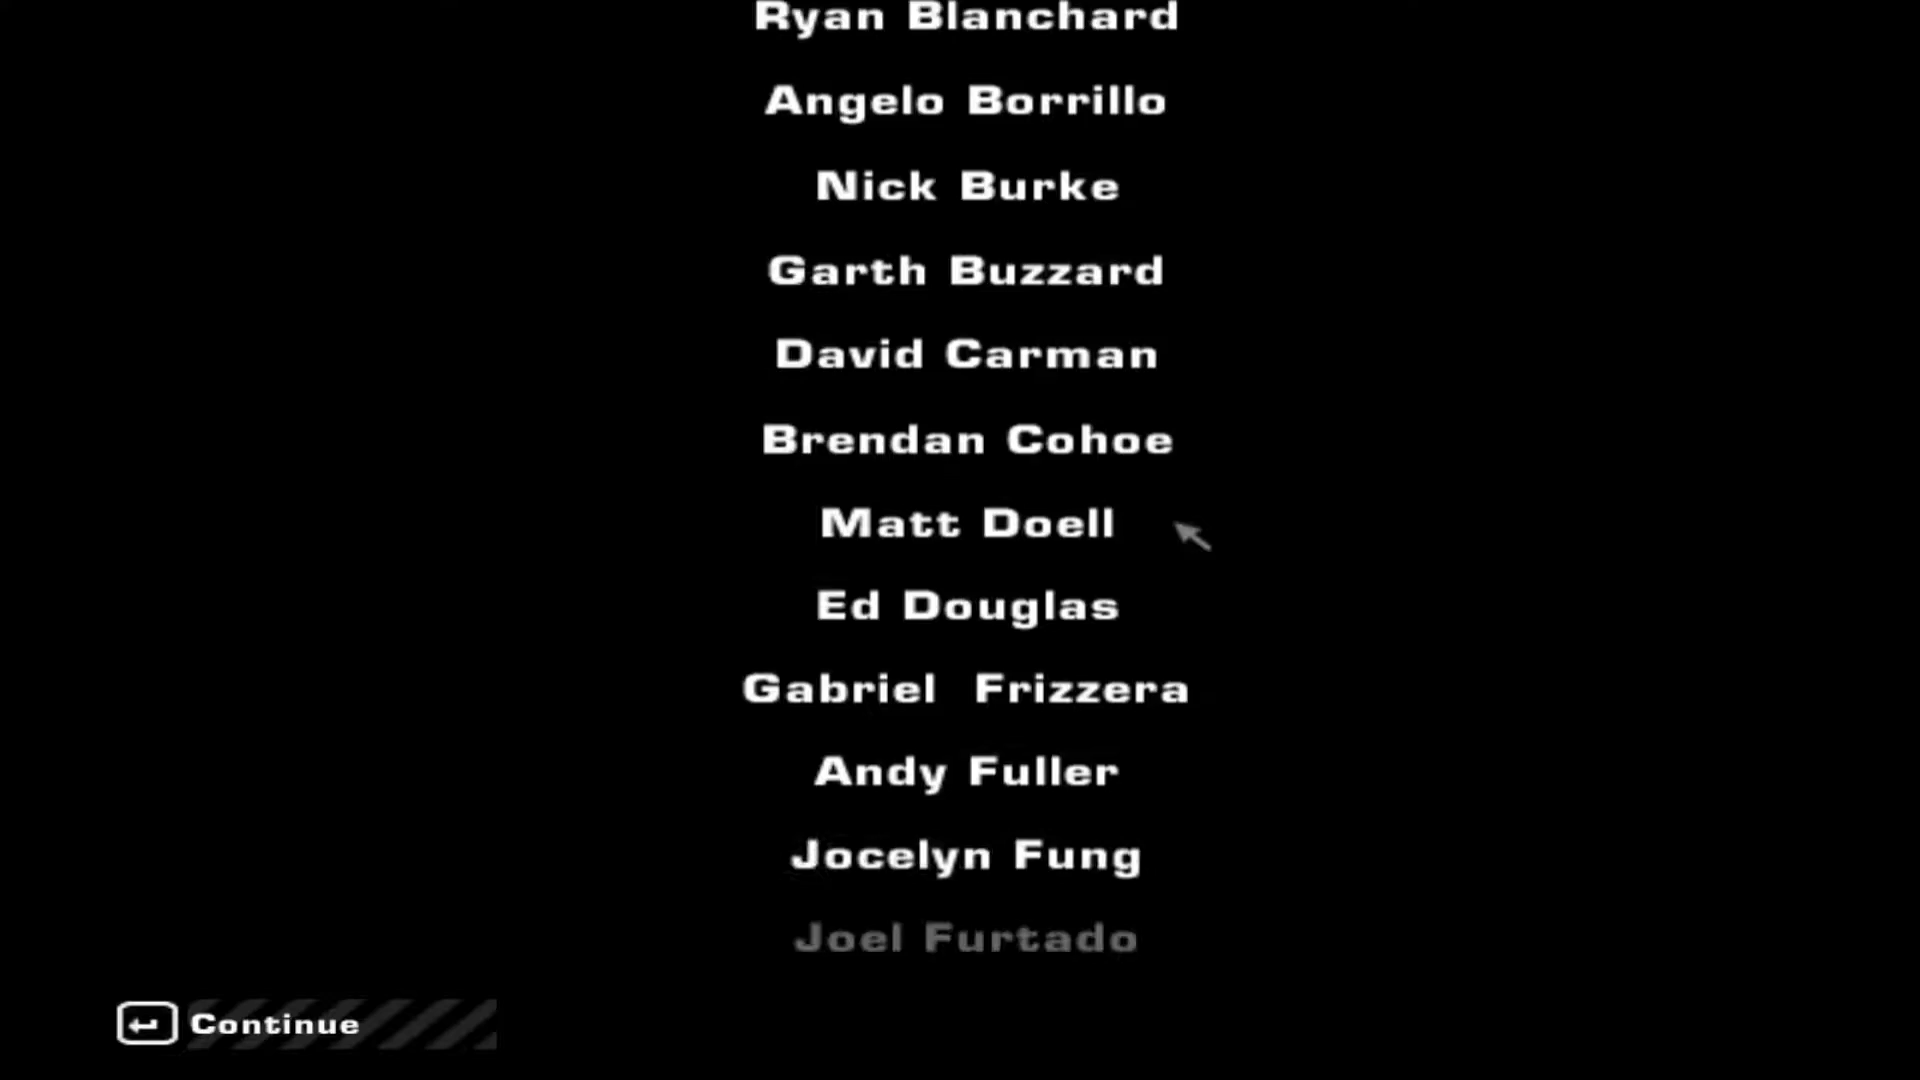 Ryan Blanchard
Angelo Borrillo
Nick Burke
Garth Buzzard
David Carman
Brendan Cohoe
Matt Doell
Ed Douglas
Gabriel  Frizzera
Andy Fuller
Jocelyn Fung
Joel Furtado
Continue